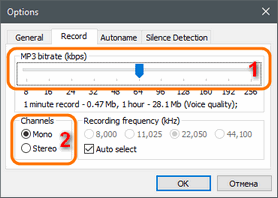 Options
General Record Autoname Silence Detection
MP3 bitrate (kbps)
1
8 16 24 32 48 64 96 128 160 192 256
1 minute record - 0.47 Mb, 1 hour - 28.1 Mb (Voice quality);
Channels Recording frequency (kHz)
Mono 8,000 11,025 22,050 44,100
Stereo 2 Auto select
OK Отмена